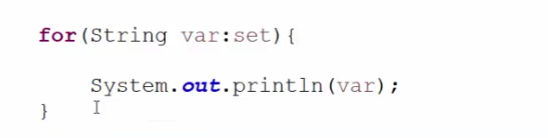 for(String var:set){
System.out.println(var);
}